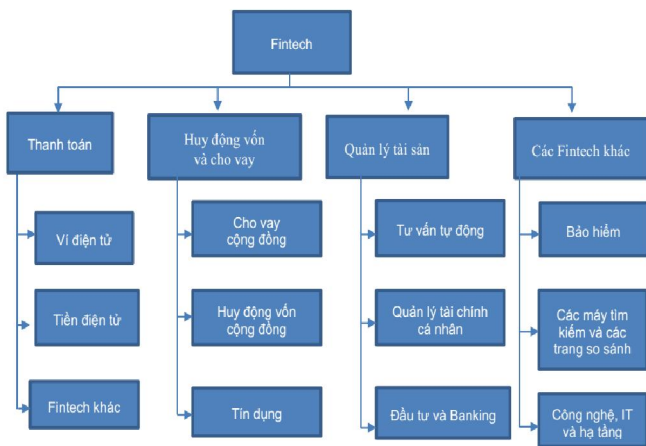 Fintech
Thanh toán
Huy động vốn
và cho vay
Quản lý tài sản
Các Fintech khác
Ví điện tử
Tiền điện tử
Fintech khác
Cho vay
cộng đồng
Huy động vốn
cộng đồng
Tín dụng
Tư vấn tự động
Quản lý tài chính
cá nhân
Đầu tư và Banking
Bảo hiểm
Các máy tìm
kiếm và các
trang so sánh
Công nghệ, IT
và hạ tầng